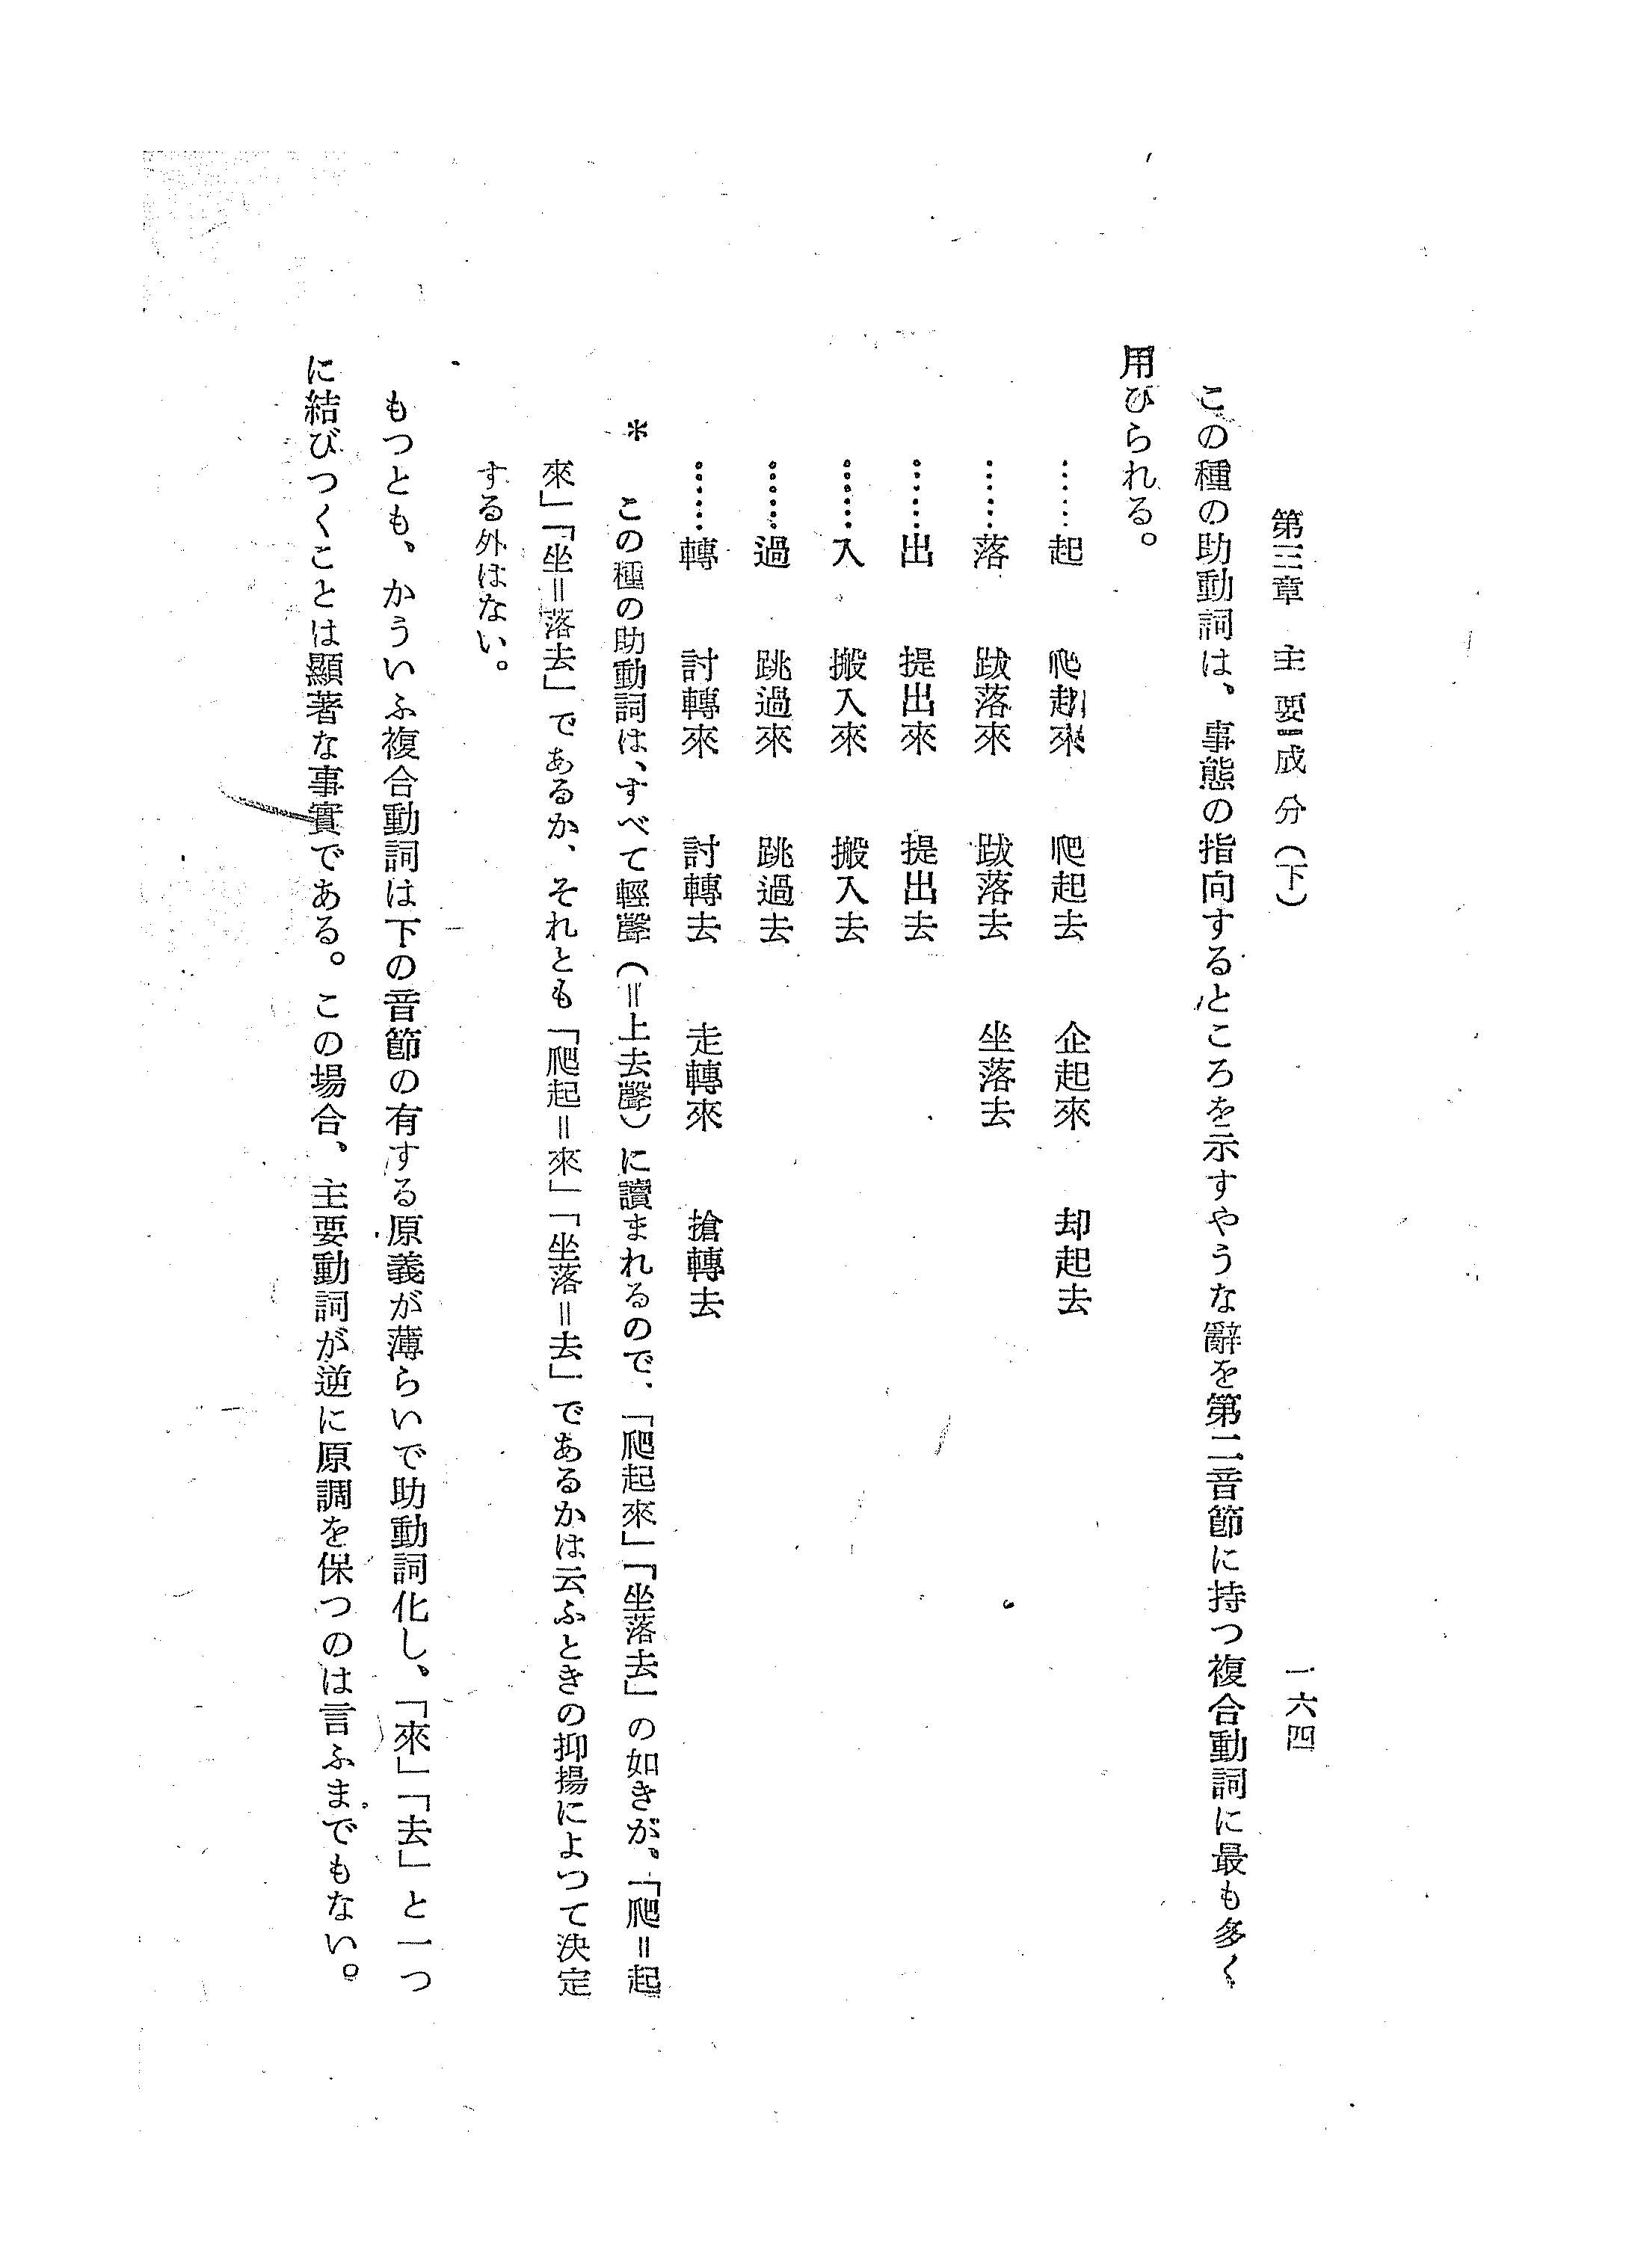 第三章　主要成分（下）　一六四
この種の助動詞は、事態の指向するところを示すやうな辭を第二音節に持つ複合動詞に最も多く
用ひられる。
……起　爬起來　爬起去　企起來　却起去
……落　跋落來　跋落去　坐落去
……出　提出來　提出去
……入　搬入來　搬入去
……過　跳過來　跳過去
……轉　討轉來　討轉去　走轉來　搶轉去
＊　この種の助動詞は、すべて輕聲（＝上去聲）に讀まれるので、「爬起來」「坐落去」の如きが、「爬＝起
來」「坐＝落去」であるか、それとも「爬起＝來」「坐落＝去」であるかは云ふときの抑揚によつて決定
する外はない。
もつとも、かういふ複合動詞は下の音節の有する原義が薄らいで助動詞化し、「來」「去」と一つ
に結びつくことは顯著な事實である。この場合、主要動詞が逆に原調を保つのは言ふまでもない。